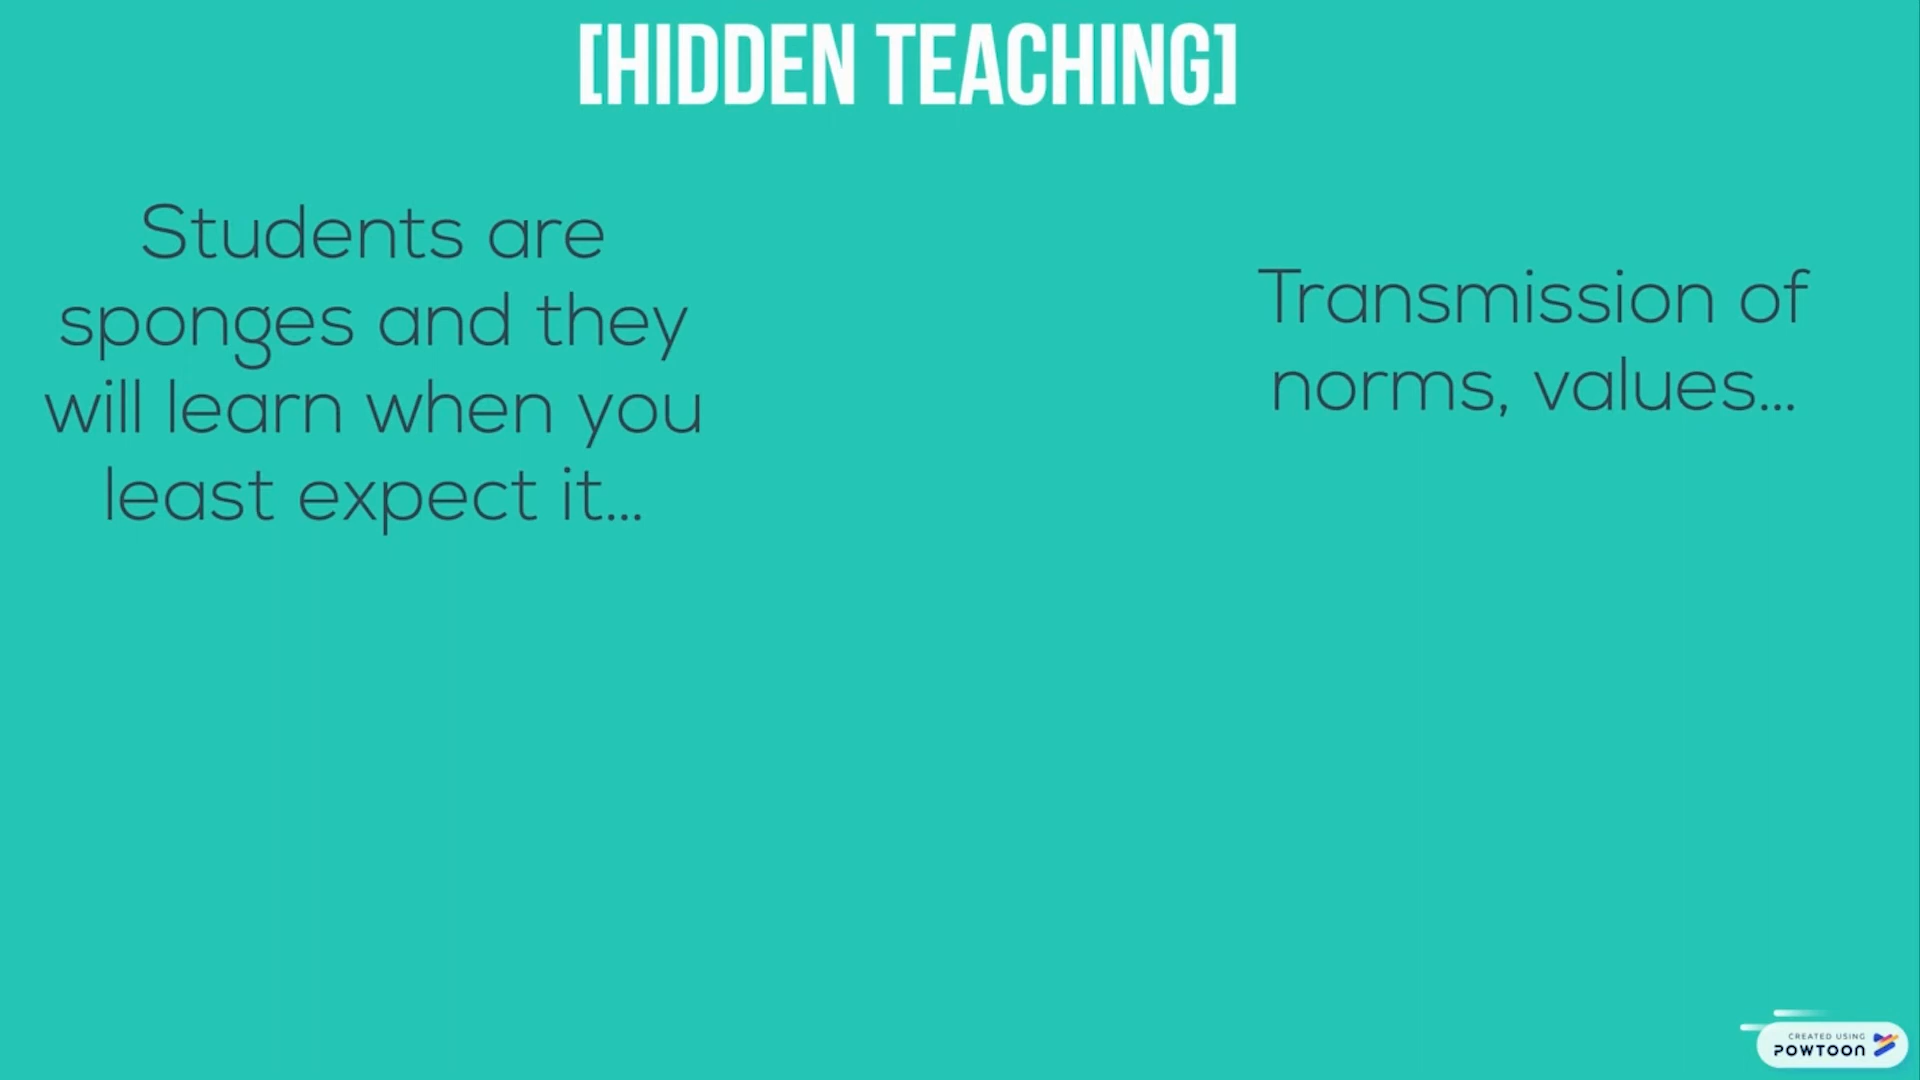 [HIDDEN TEACHING]
Students are
sponges and they
will learn when you
least expect it...
Transmission of
norms, values...
CREATED USING
POWTOON